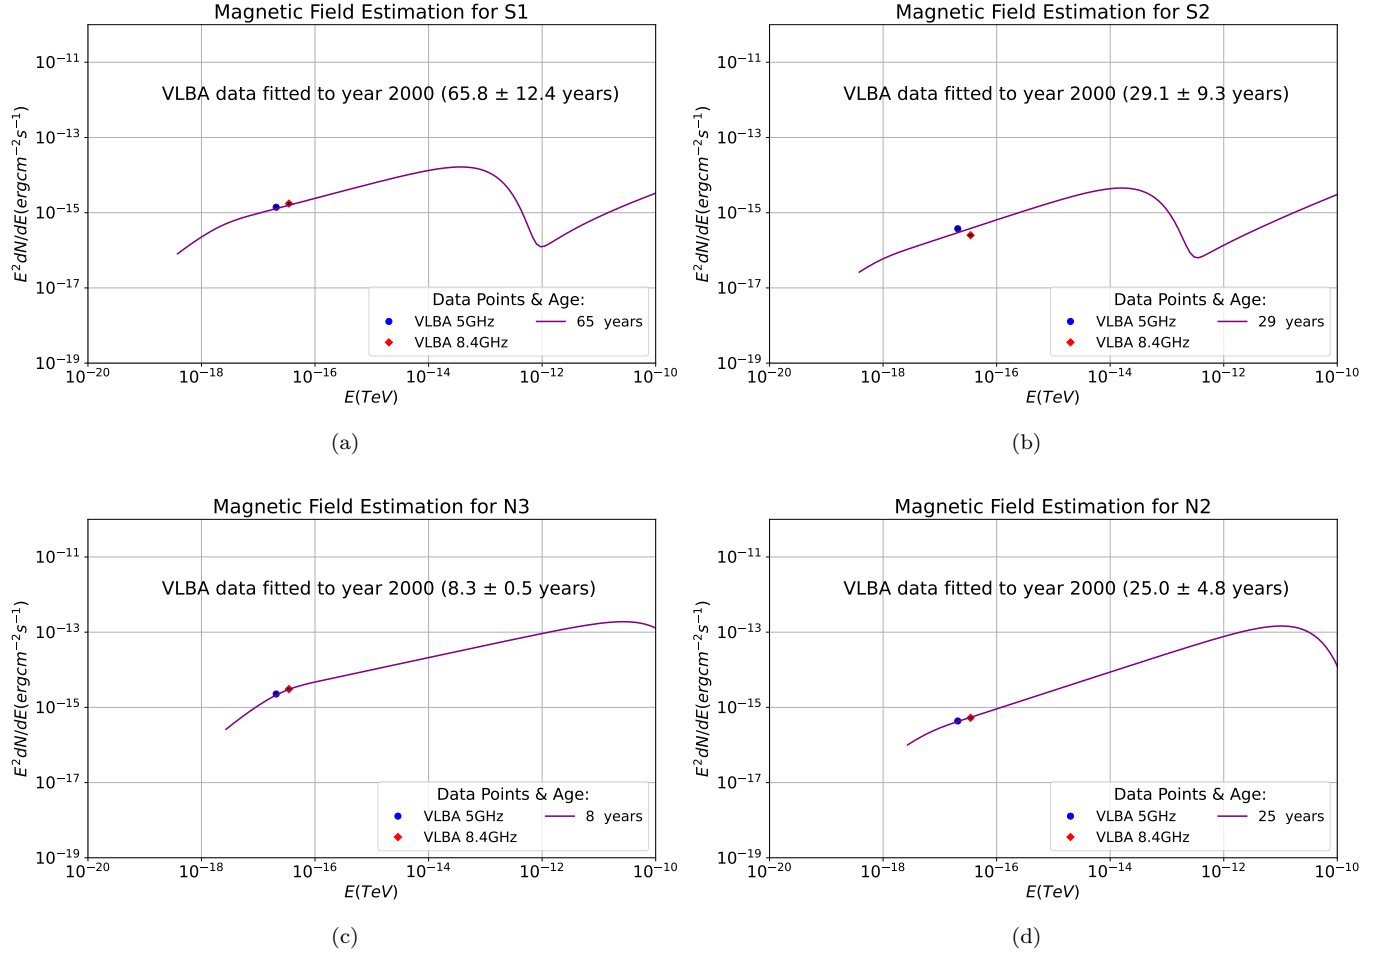 Magnetic Field Estimation for S1
VLBA data fitted to year 2000 (65.8 ± 12.4 years)
E²dN/dE(ergcm⁻²s⁻¹)
10⁻¹¹
10⁻¹³
10⁻¹⁵
10⁻¹⁷
10⁻¹⁹
Data Points & Age:
VLBA 5GHz
VLBA 8.4GHz
65 years
10⁻²⁰ 10⁻¹⁸ 10⁻¹⁶ 10⁻¹⁴ 10⁻¹² 10⁻¹⁰
E(TeV)
(a)
Magnetic Field Estimation for S2
VLBA data fitted to year 2000 (29.1 ± 9.3 years)
E²dN/dE(ergcm⁻²s⁻¹)
10⁻¹¹
10⁻¹³
10⁻¹⁵
10⁻¹⁷
10⁻¹⁹
Data Points & Age:
VLBA 5GHz
VLBA 8.4GHz
29 years
10⁻²⁰ 10⁻¹⁸ 10⁻¹⁶ 10⁻¹⁴ 10⁻¹² 10⁻¹⁰
E(TeV)
(b)
Magnetic Field Estimation for N3
VLBA data fitted to year 2000 (8.3 ± 0.5 years)
E²dN/dE(ergcm⁻²s⁻¹)
10⁻¹¹
10⁻¹³
10⁻¹⁵
10⁻¹⁷
10⁻¹⁹
Data Points & Age:
VLBA 5GHz
VLBA 8.4GHz
8 years
10⁻²⁰ 10⁻¹⁸ 10⁻¹⁶ 10⁻¹⁴ 10⁻¹² 10⁻¹⁰
E(TeV)
(c)
Magnetic Field Estimation for N2
VLBA data fitted to year 2000 (25.0 ± 4.8 years)
E²dN/dE(ergcm⁻²s⁻¹)
10⁻¹¹
10⁻¹³
10⁻¹⁵
10⁻¹⁷
10⁻¹⁹
Data Points & Age:
VLBA 5GHz
VLBA 8.4GHz
25 years
10⁻²⁰ 10⁻¹⁸ 10⁻¹⁶ 10⁻¹⁴ 10⁻¹² 10⁻¹⁰
E(TeV)
(d)